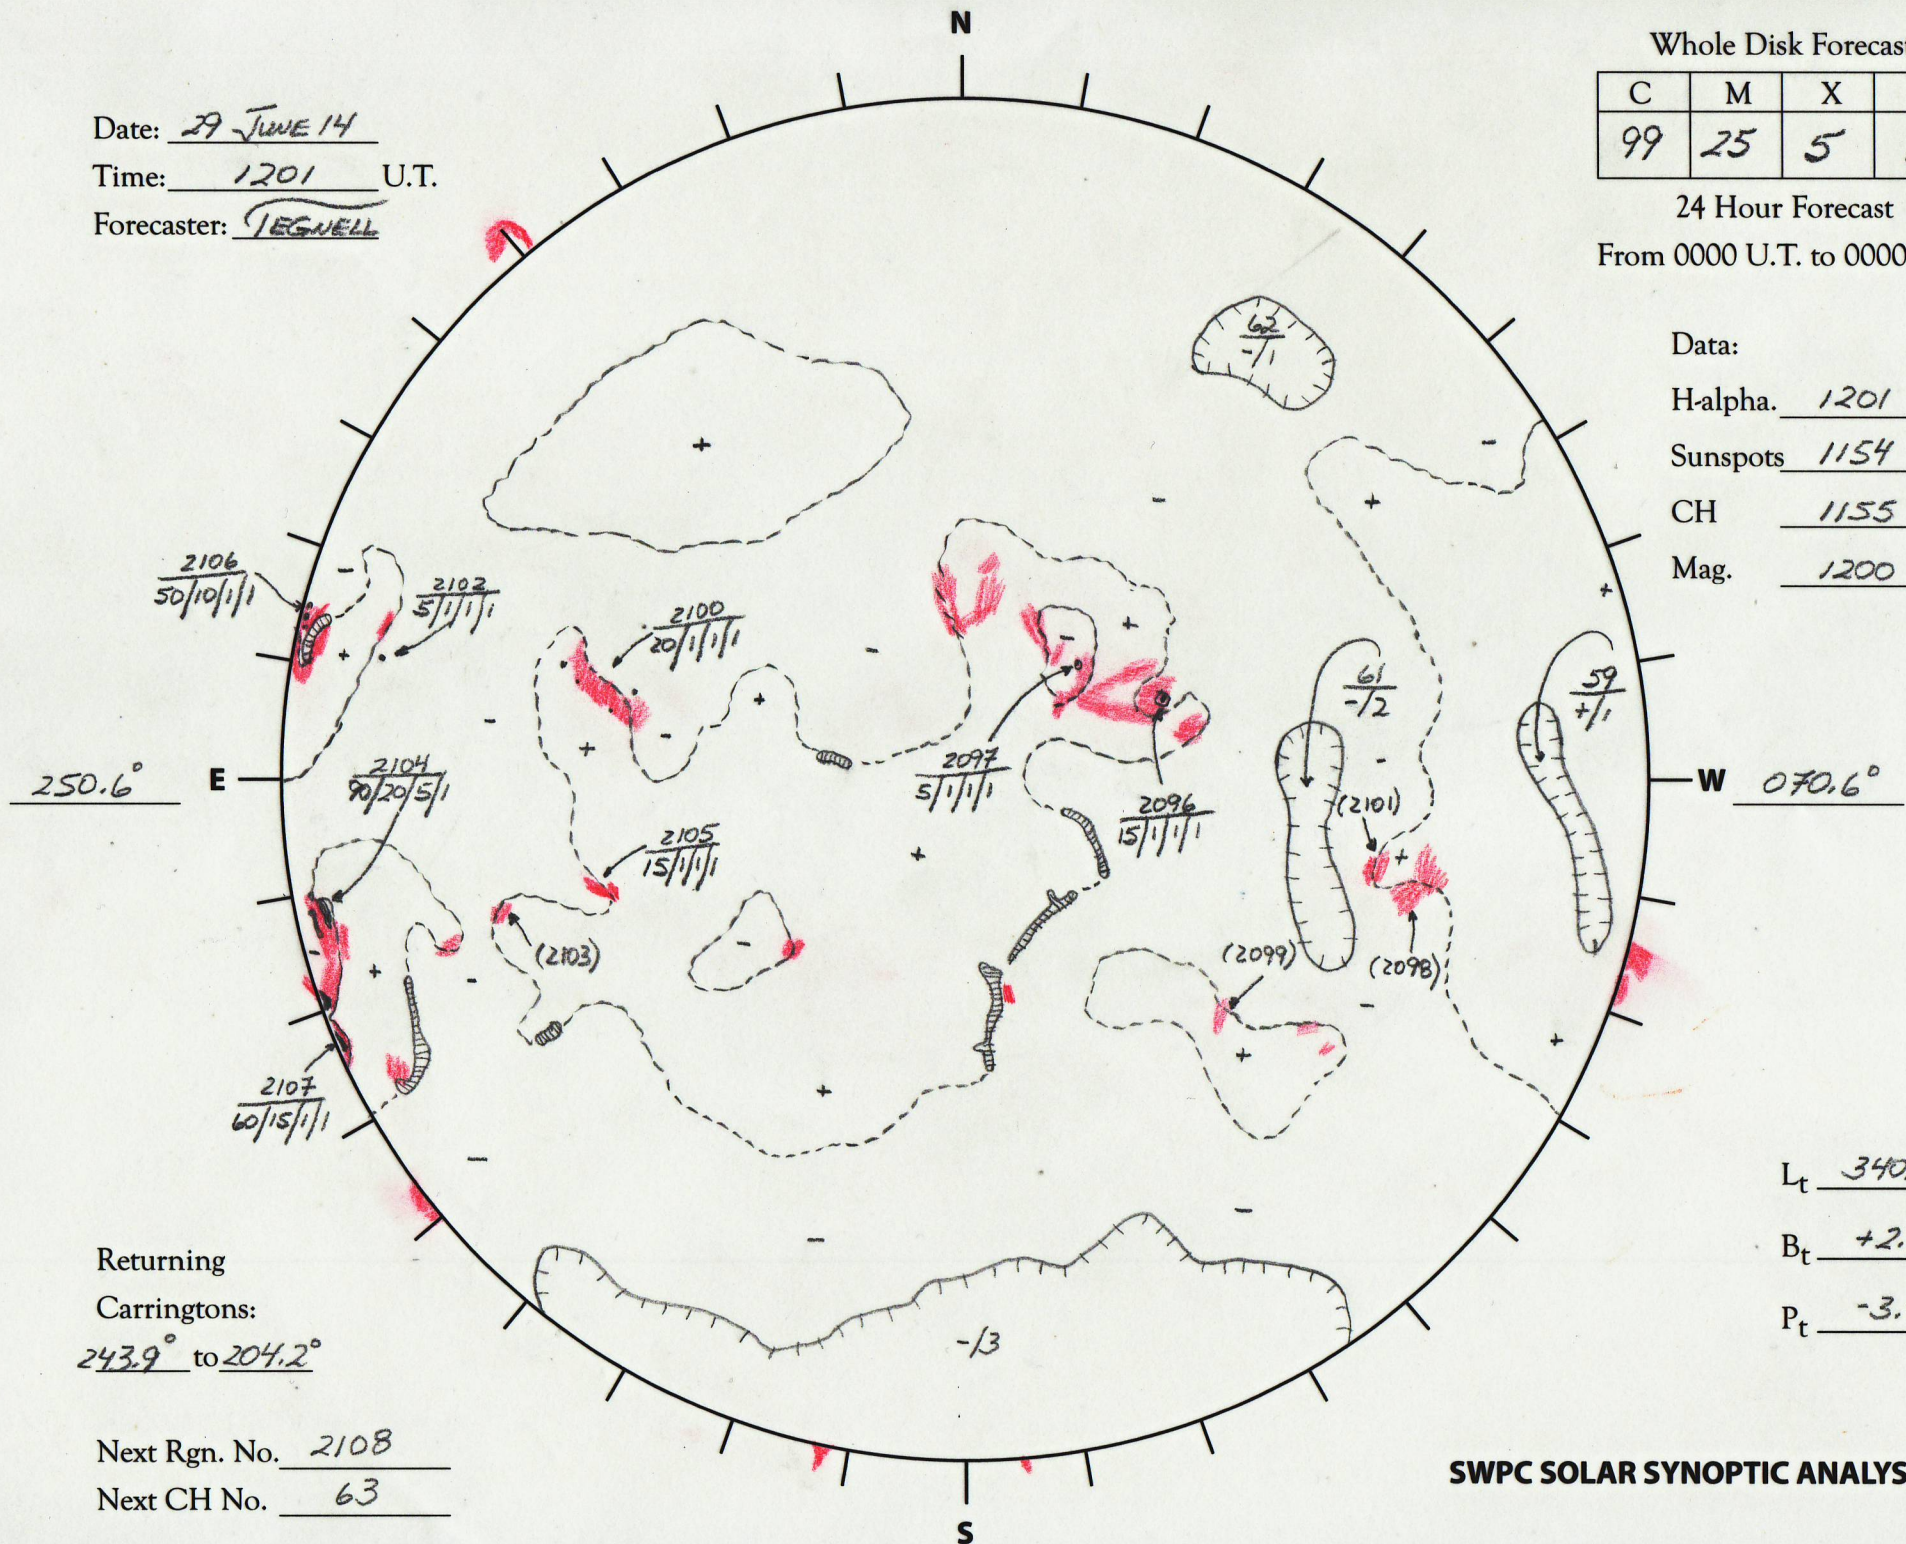 N
Whole Disk Forecas
C M X
99 25 5
24 Hour Forecast
From 0000 U.T. to 0000
Date: 29 JUNE 14
Time: 1201 U.T.
Forecaster: TEGNELL
Data:
H-alpha. 1201
Sunspots 1154
CH 1155
Mag. 1200
62
-/1
+
-
-
+
2106
50/10/1/1
-
+
2102
5/1/1/1
2100
20/1/1/1
-
-
+
+
61
-/2
59
+/1
-
+
-
+
2097
5/1/1/1
2096
15/1/1/1
-
(2101)
+
250.6°
E
2104
90/20/5/1
W
070.6°
2105
15/1/1/1
+
(2103)
-
(2099)
(2098)
-
+
-
-
+
+
+
2107
60/15/1/1
-
-
-
-/3
Lt 340.
Bt +2.
Pt -3.
Returning
Carringtons:
243.9° to 204.2°
Next Rgn. No. 2108
Next CH No. 63
SWPC SOLAR SYNOPTIC ANALYS
S